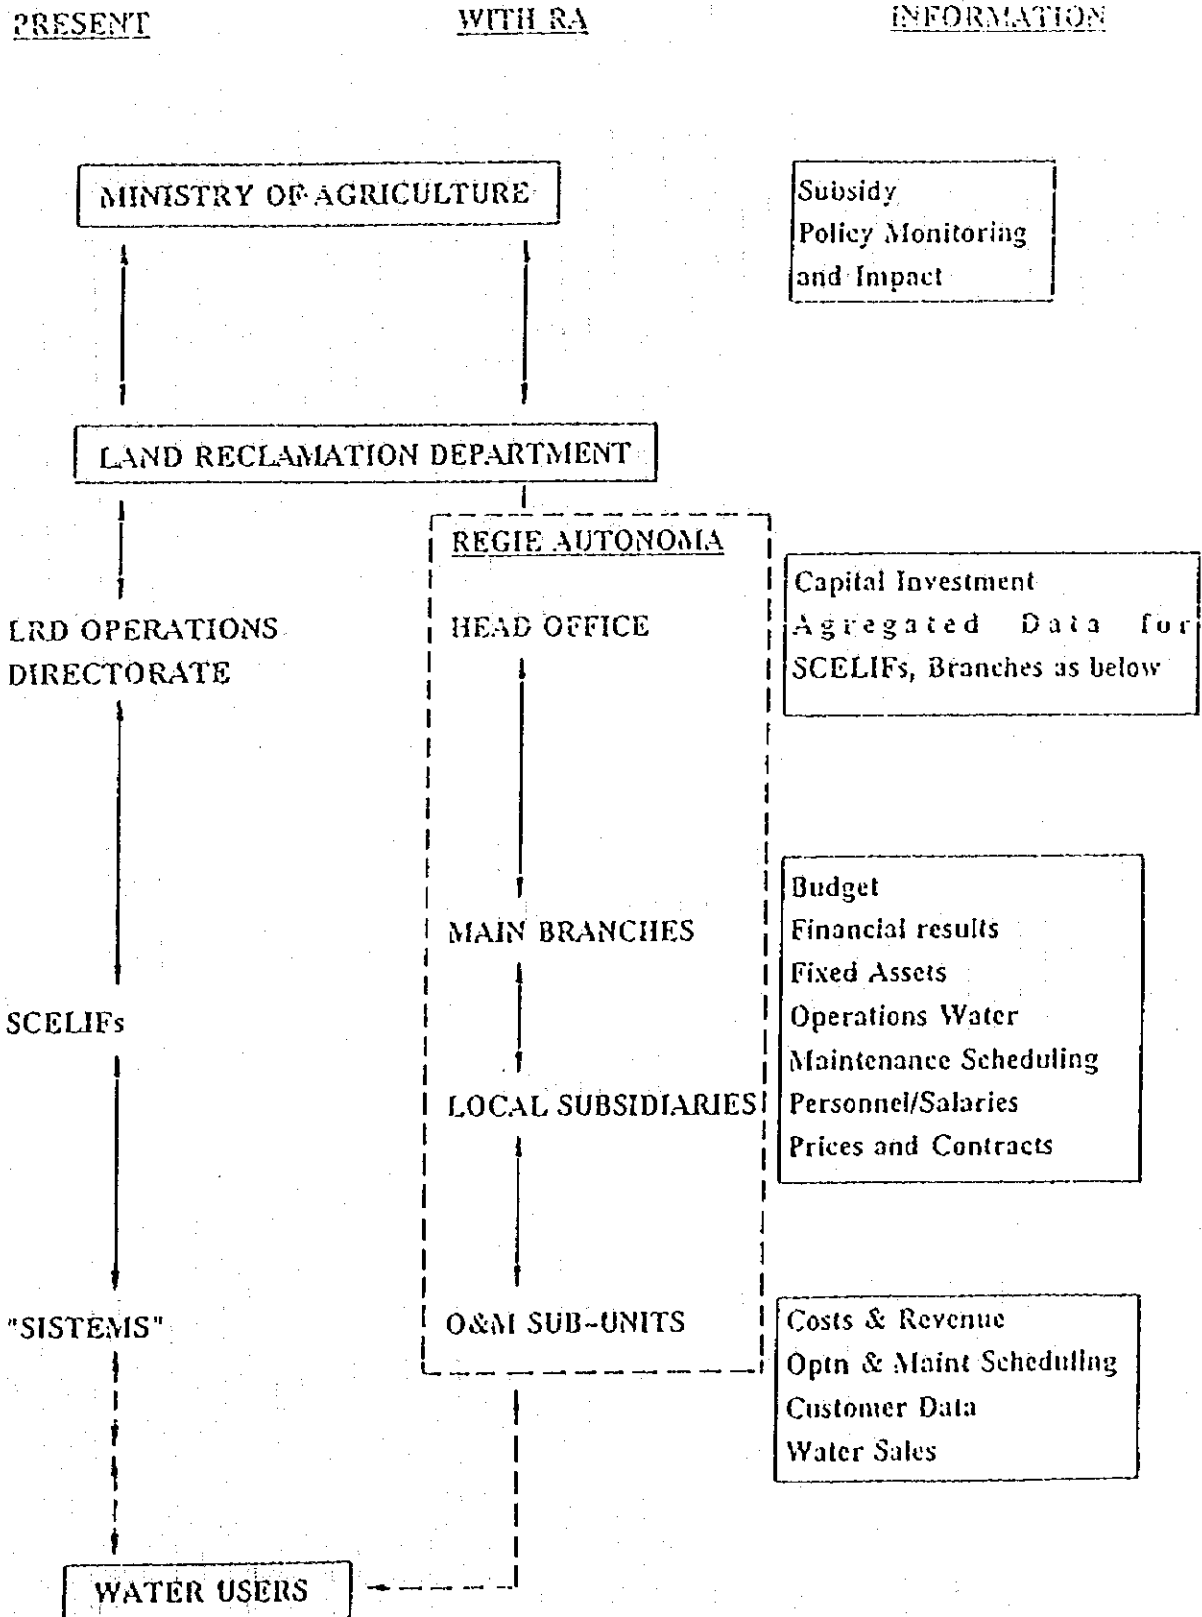 PRESENT
WITH RA
INFORMATION
MINISTRY OF AGRICULTURE
Subsidy
Policy Monitoring
and Impact
LAND RECLAMATION DEPARTMENT
REGIE AUTONOMA
LRD OPERATIONS
DIRECTORATE
HEAD OFFICE
Capital Investment
Agregated Data for
SCELIFs, Branches as below
MAIN BRANCHES
SCELIFs
LOCAL SUBSIDIARIES
Budget
Financial results
Fixed Assets
Operations Water
Maintenance Scheduling
Personnel/Salaries
Prices and Contracts
"SISTEMS"
O&M SUB-UNITS
Costs & Revenue
Optn & Maint Scheduling
Customer Data
Water Sales
WATER USERS